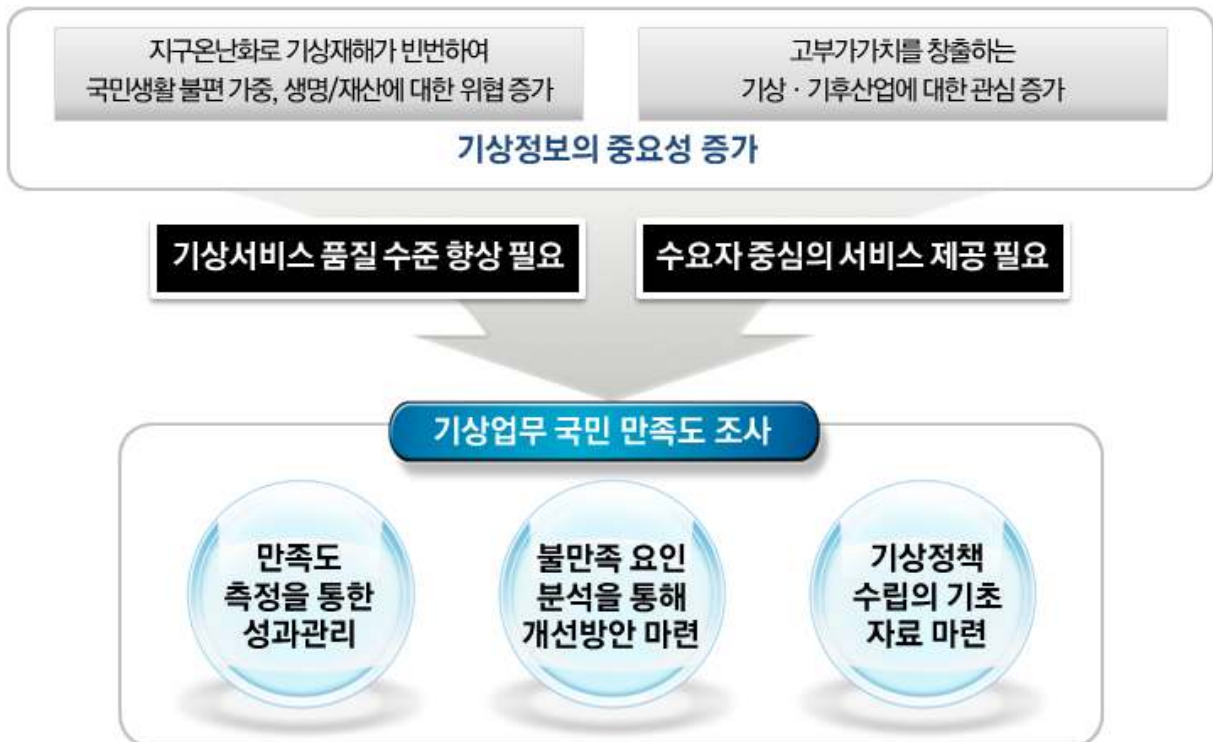 지구온난화로 기상재해가 빈번하여
국민생활 불편 가중, 생명/재산에 대한 위협 증가
고부가가치를 창출하는
기상 · 기후산업에 대한 관심 증가
기상정보의 중요성 증가
기상서비스 품질 수준 향상 필요
수요자 중심의 서비스 제공 필요
기상업무 국민 만족도 조사
만족도
측정을 통한
성과관리
불만족 요인
분석을 통해
개선방안 마련
기상정책
수립의 기초
자료 마련